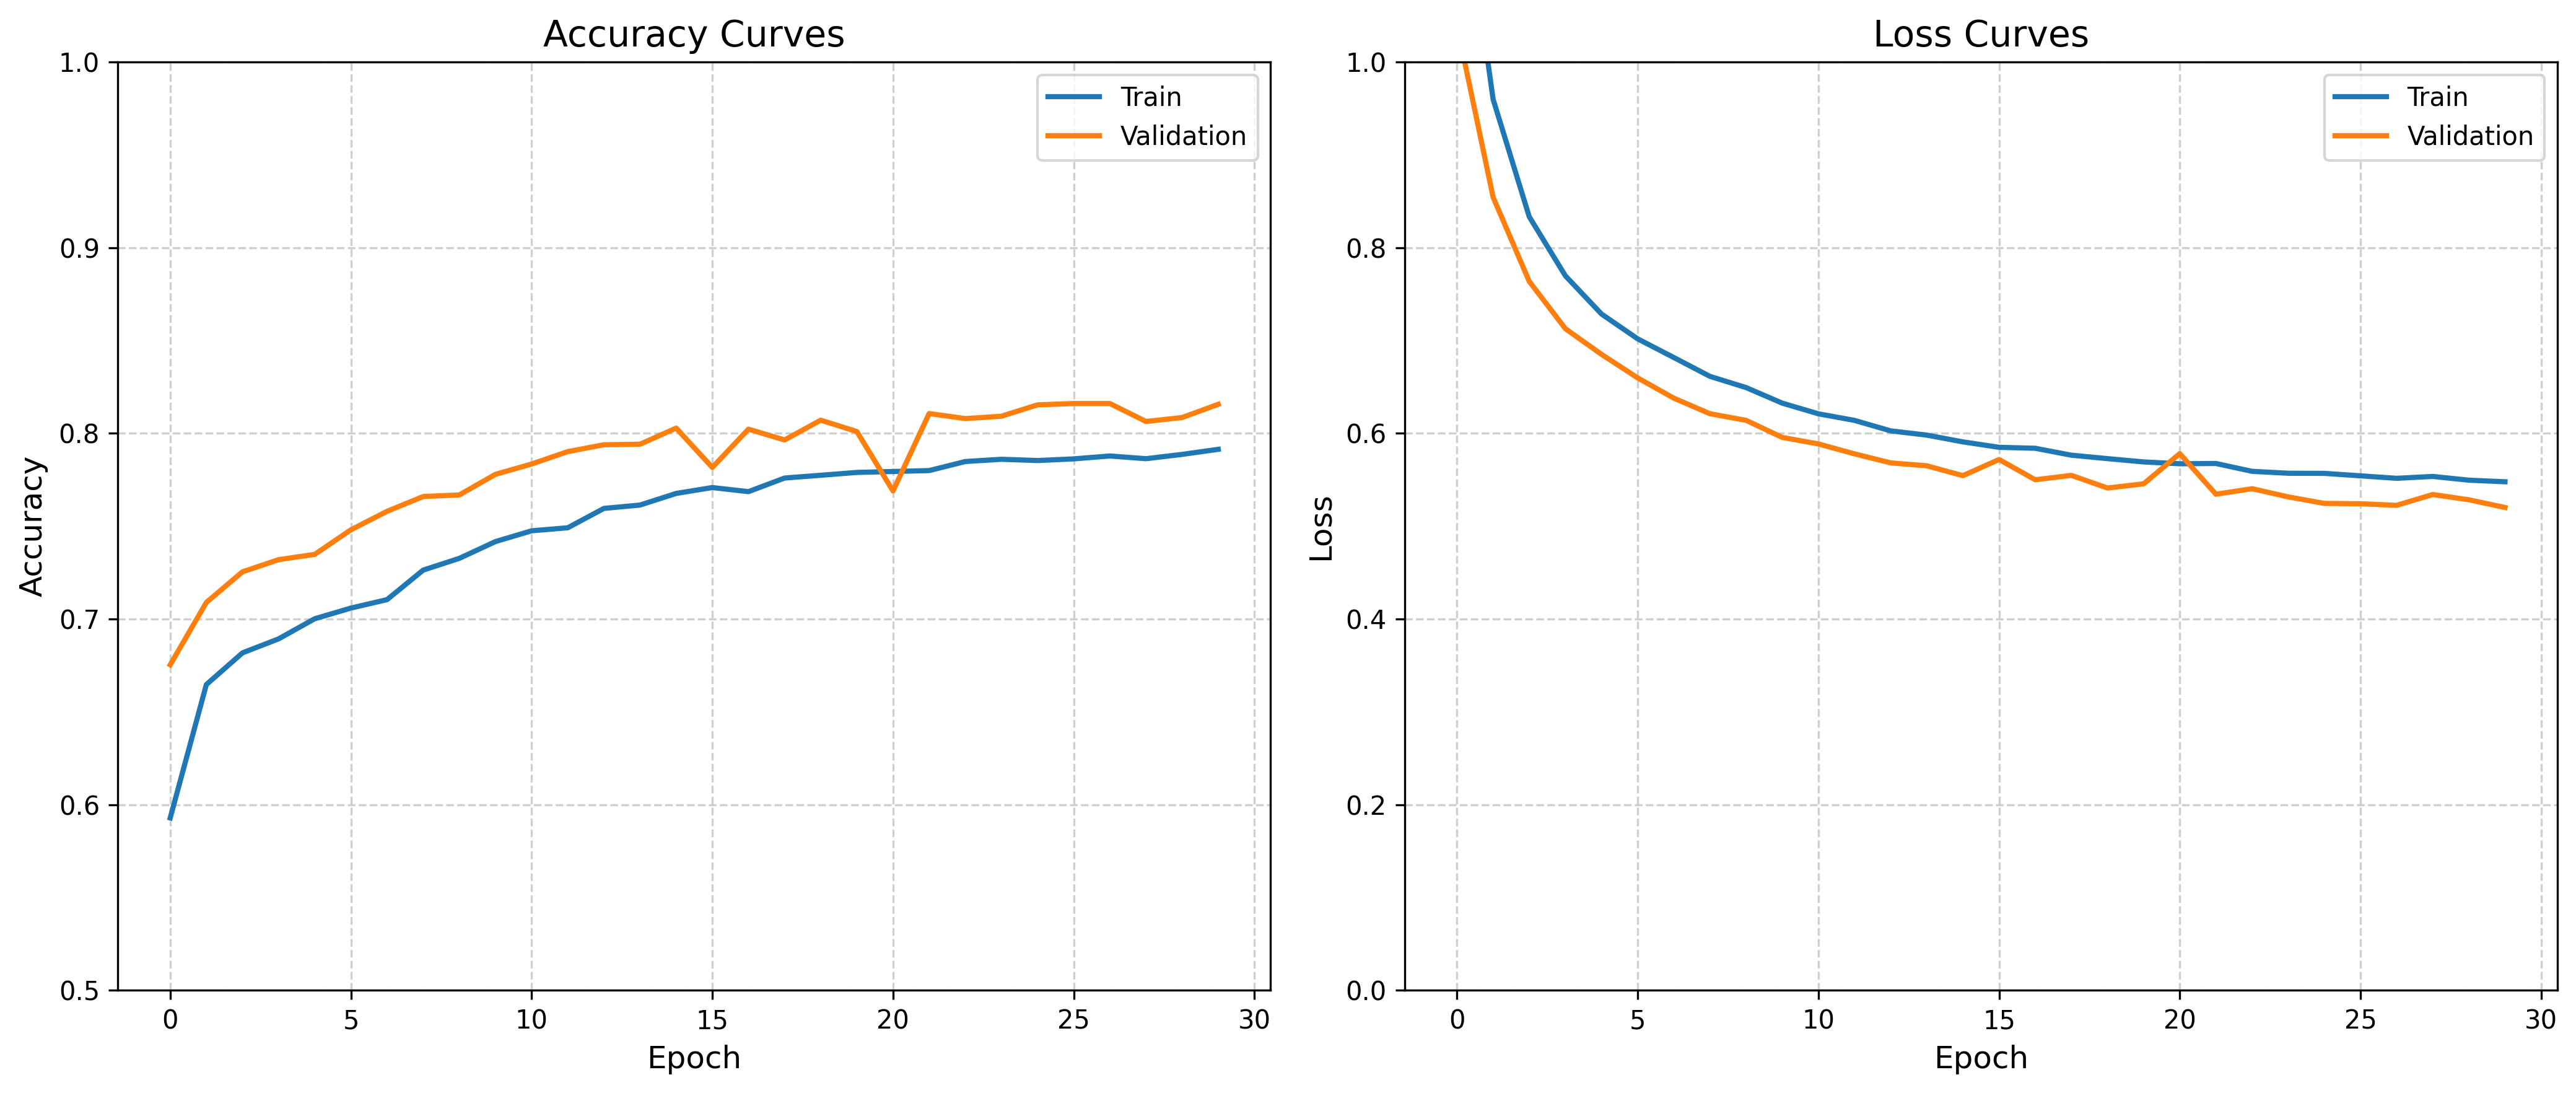 Accuracy Curves
1.0
0.9
0.8
0.7
0.6
0.5
Accuracy
0 5 10 15 20 25 30
Epoch
Train
Validation
Loss Curves
1.0
0.8
0.6
0.4
0.2
0.0
Loss
0 5 10 15 20 25 30
Epoch
Train
Validation